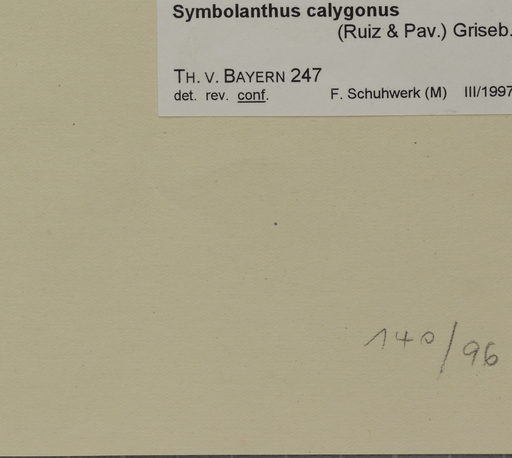 Symbolanthus calygonus
(Ruiz & Pav.) Griseb.
TH. V. BAYERN 247
det. rev. conf. F. Schuhwerk (M) III/1997
140/96